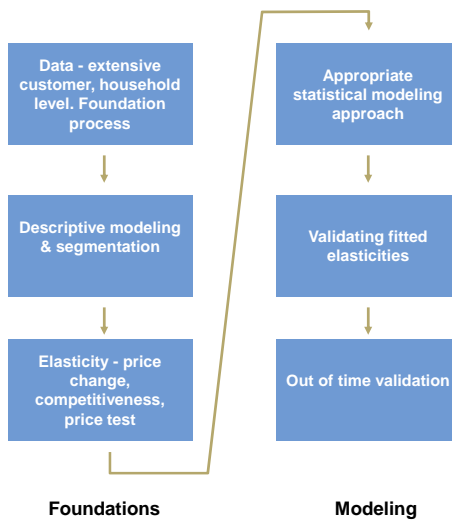 Data - extensive
customer, household
level. Foundation
process
Descriptive modeling
& segmentation
Elasticity - price
change,
competitiveness,
price test
Foundations
Appropriate
statistical modeling
approach
Validating fitted
elasticities
Out of time validation
Modeling